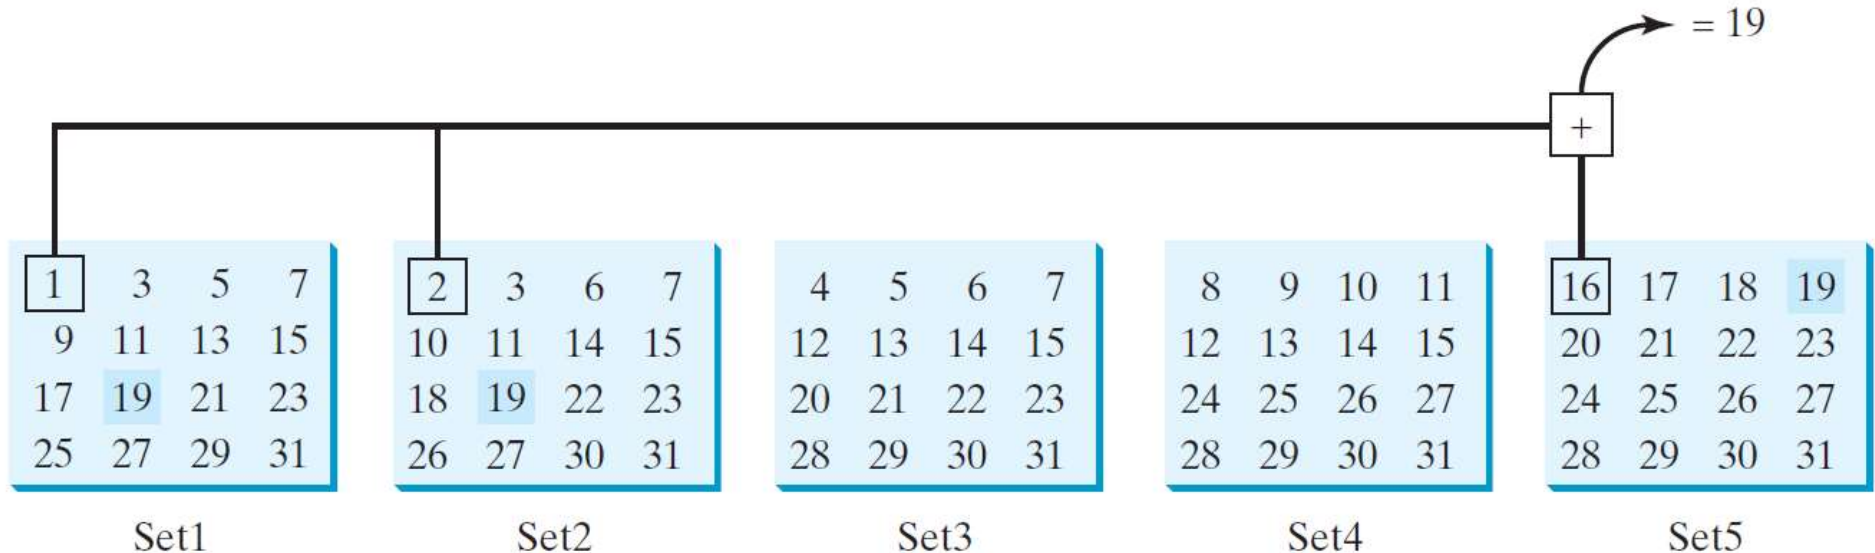 = 19
+
1 3 5 7
9 11 13 15
17 19 21 23
25 27 29 31
Set1
2 3 6 7
10 11 14 15
18 19 22 23
26 27 30 31
Set2
4 5 6 7
12 13 14 15
20 21 22 23
28 29 30 31
Set3
8 9 10 11
12 13 14 15
24 25 26 27
28 29 30 31
Set4
16 17 18 19
20 21 22 23
24 25 26 27
28 29 30 31
Set5